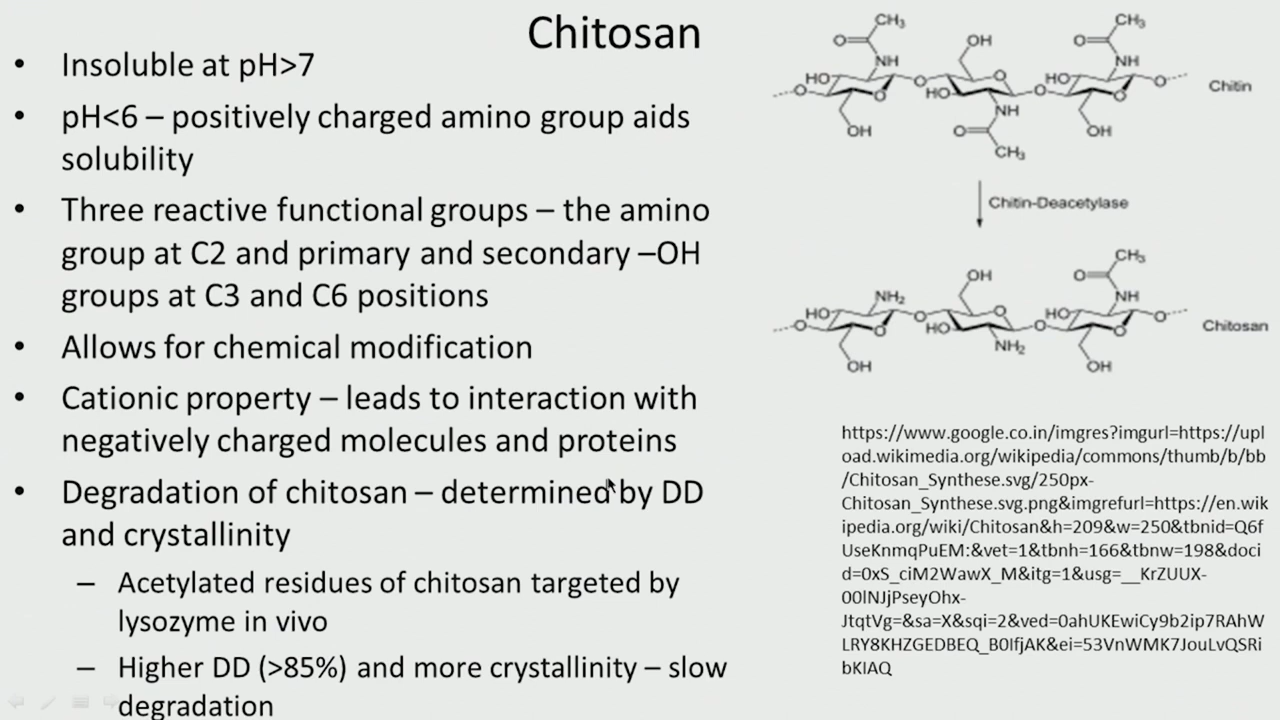 Chitosan
• Insoluble at pH>7
• pH<6 – positively charged amino group aids
solubility
• Three reactive functional groups – the amino
group at C2 and primary and secondary –OH
groups at C3 and C6 positions
• Allows for chemical modification
• Cationic property – leads to interaction with
negatively charged molecules and proteins
• Degradation of chitosan – determined by DD
and crystallinity
– Acetylated residues of chitosan targeted by
lysozyme in vivo
– Higher DD (>85%) and more crystallinity – slow
degradation
CH₃ CH₃
O OH O
NH NH
HO O O HO O
O O HO O O Chitin
OH NH OH
O
CH₃
Chitin-Deacetylase
CH₃
OH O
NH₂ NH
HO O O HO O
O O HO O O Chitosan
OH NH₂ OH
https://www.google.co.in/imgres?imgurl=https://upl
oad.wikimedia.org/wikipedia/commons/thumb/b/bb
/Chitosan_Synthese.svg/250px-
Chitosan_Synthese.svg.png&imgrefurl=https://en.wik
ipedia.org/wiki/Chitosan&h=209&w=250&tbnid=Q6f
UseKnmqPuEM:&vet=1&tbnh=166&tbnw=198&doci
d=0xS_ciM2WawX_M&itg=1&usg=__KrZUUX-
00lNJjPseyOhx-
JtqtVg=&sa=X&sqi=2&ved=0ahUKEwiCy9b2ip7RAhW
LRY8KHZGEDBEQ_B0IfjAK&ei=53VnWMK7JouLvQSRi
bKIAQ